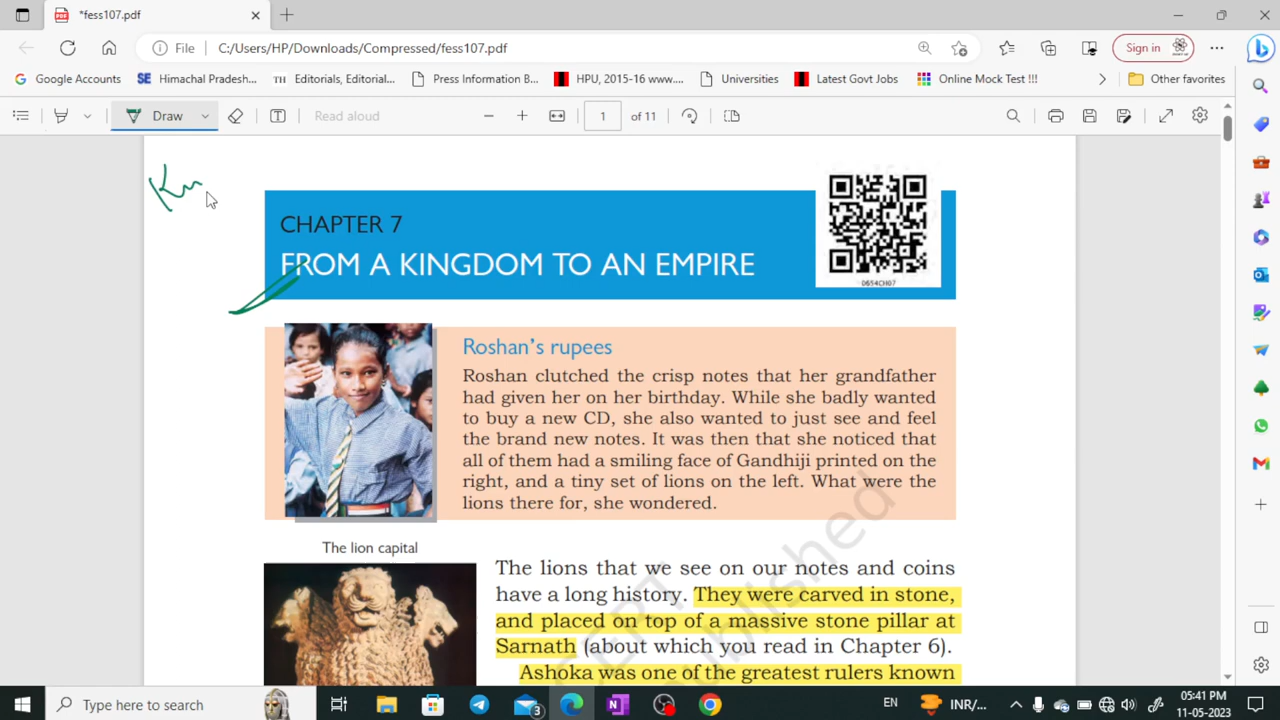 *fess107.pdf
File C:/Users/HP/Downloads/Compressed/fess107.pdf
Sign in
Google Accounts
SE Himachal Pradesh...
TH Editorials, Editorial...
Press Information B...
HPU, 2015-16 www....
Universities
Latest Govt Jobs
Online Mock Test !!!
Other favorites
Draw
Read aloud
1 of 11
CHAPTER 7
FROM A KINGDOM TO AN EMPIRE
0654CH07
Roshan's rupees
Roshan clutched the crisp notes that her grandfather
had given her on her birthday. While she badly wanted
to buy a new CD, she also wanted to just see and feel
the brand new notes. It was then that she noticed that
all of them had a smiling face of Gandhiji printed on the
right, and a tiny set of lions on the left. What were the
lions there for, she wondered.
The lion capital
The lions that we see on our notes and coins
have a long history. They were carved in stone,
and placed on top of a massive stone pillar at
Sarnath (about which you read in Chapter 6).
Ashoka was one of the greatest rulers known
Type here to search
3
EN
INR/...
05:41 PM
11-05-2023